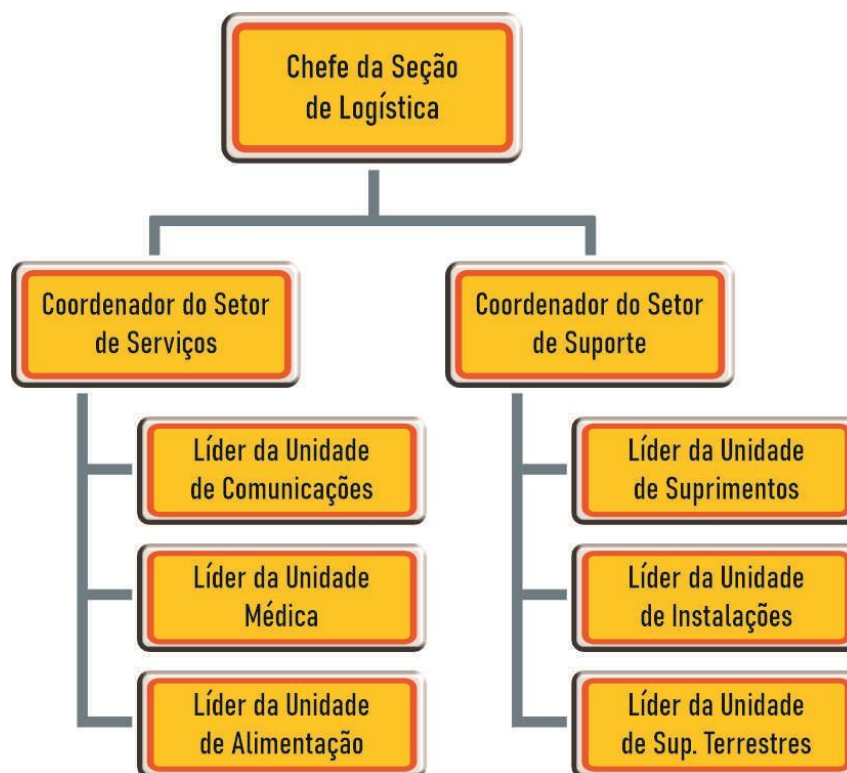 Chefe da Seção
de Logística
Coordenador do Setor
de Serviços
Coordenador do Setor
de Suporte
Líder da Unidade
de Comunicações
Líder da Unidade
de Suprimentos
Líder da Unidade
Médica
Líder da Unidade
de Instalações
Líder da Unidade
de Alimentação
Líder da Unidade
de Sup. Terrestres